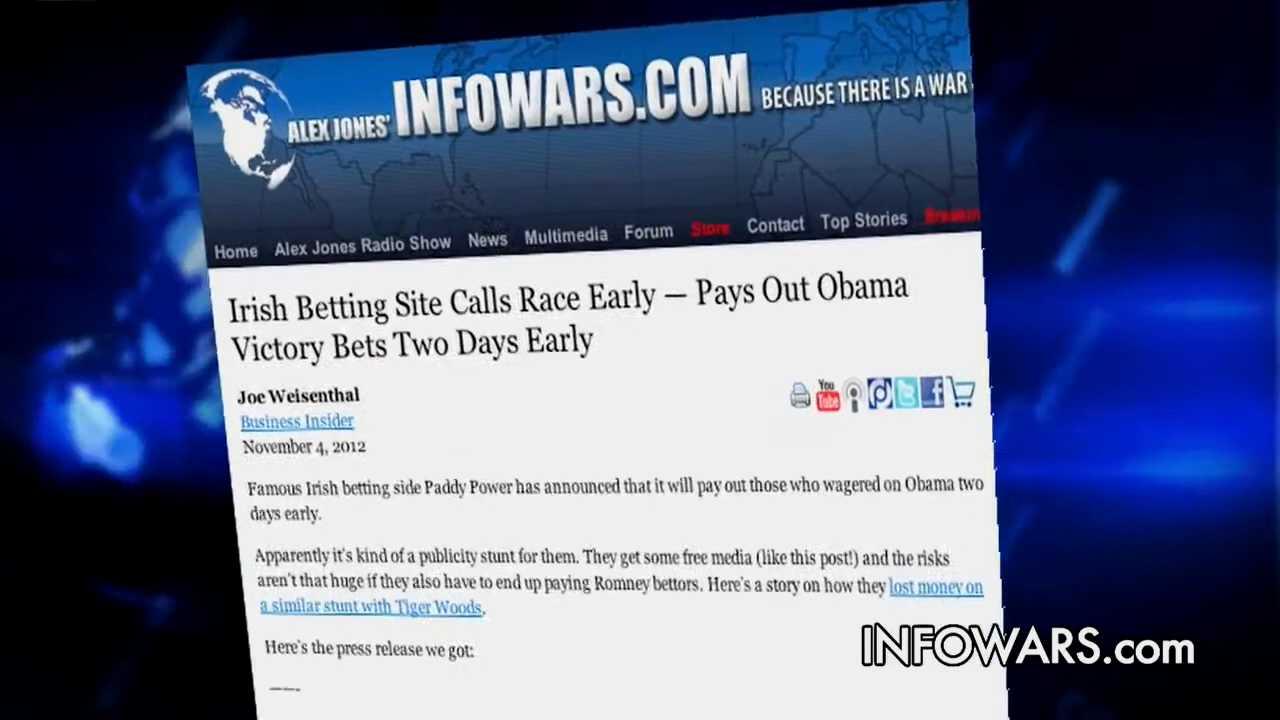 ALEX JONES' INFOWARS.COM BECAUSE THERE IS A WAR
Home Alex Jones Radio Show News Multimedia Forum Store Contact Top Stories
Irish Betting Site Calls Race Early — Pays Out Obama
Victory Bets Two Days Early
Joe Weisenthal
You
Tube
Business Insider
November 4, 2012
Famous Irish betting side Paddy Power has announced that it will pay out those who wagered on Obama two
days early.
Apparently it's kind of a publicity stunt for them. They get some free media (like this post!) and the risks
aren't that huge if they also have to end up paying Romney bettors. Here's a story on how they lost money on
a similar stunt with Tiger Woods.
Here's the press release we got:
INFOWARS.com